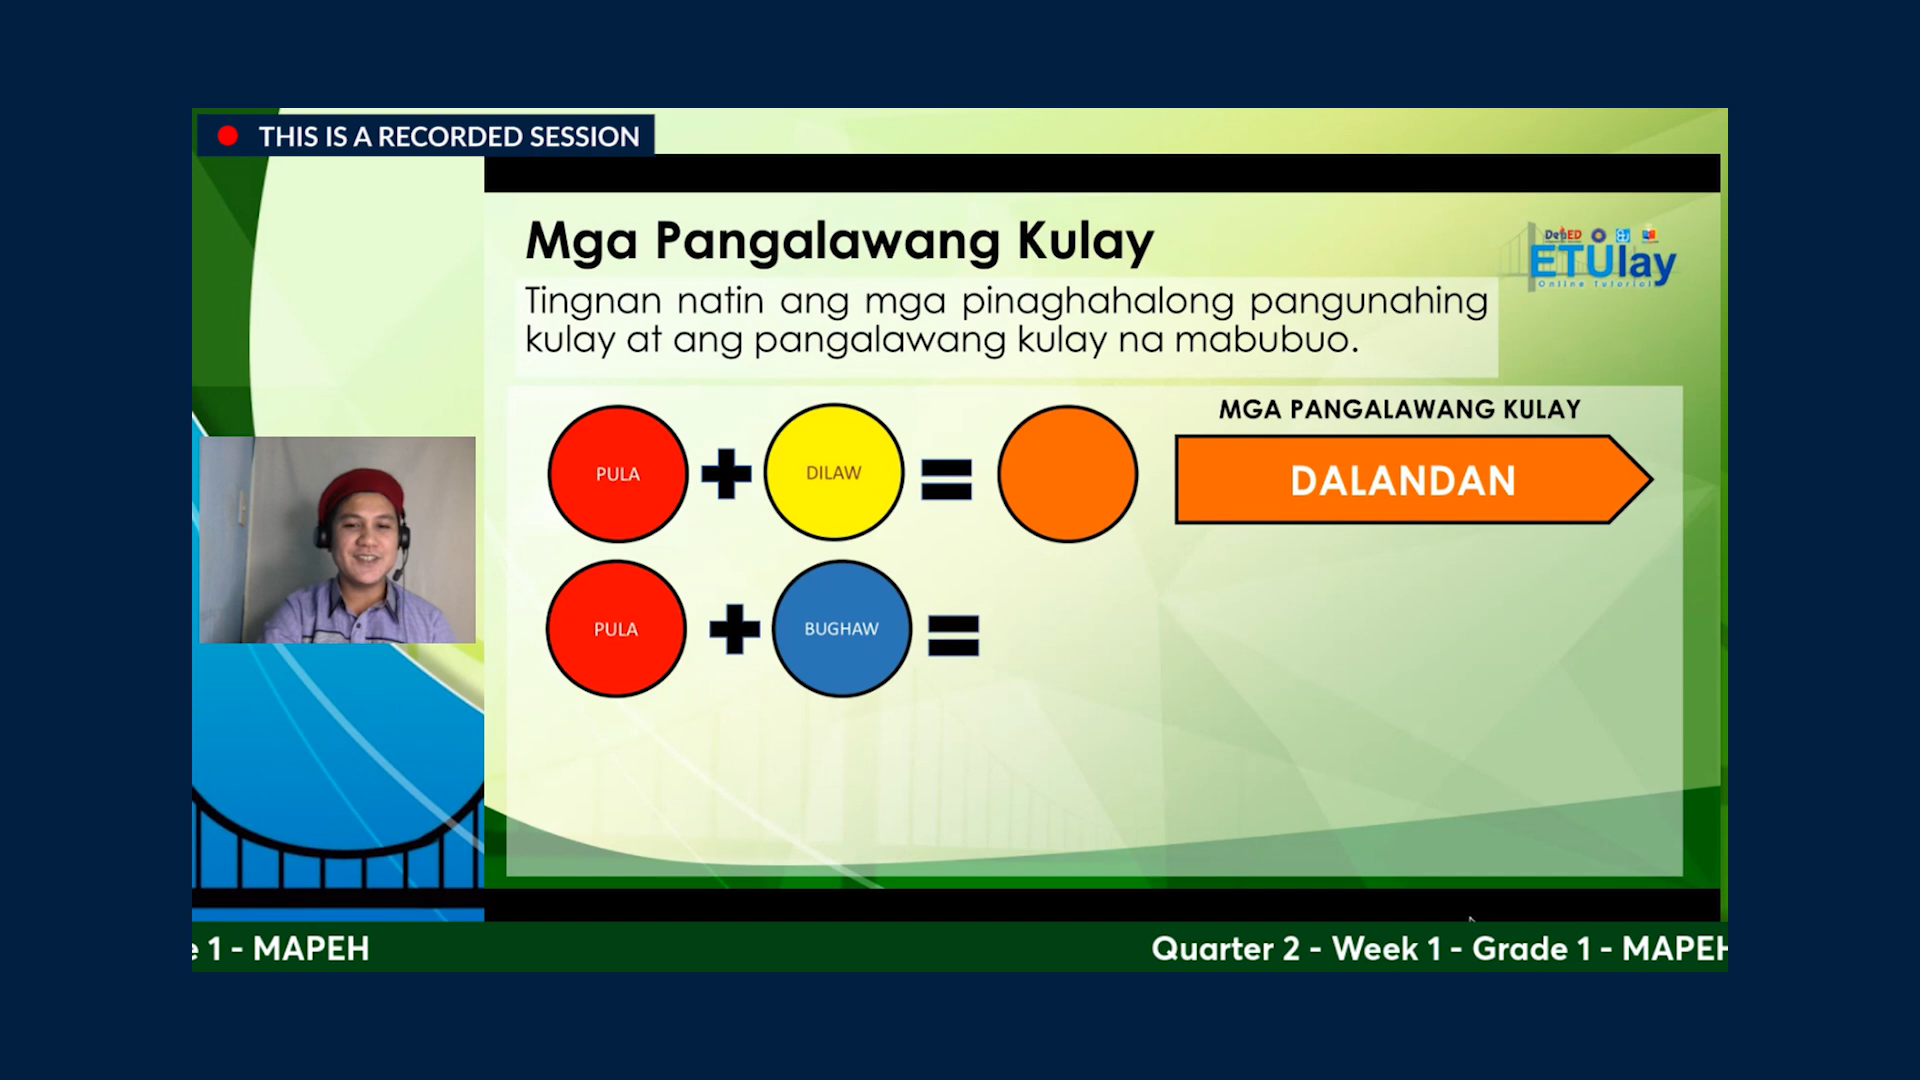 THIS IS A RECORDED SESSION
Mga Pangalawang Kulay
DepED
ETUlay
Online Tutorial
Tingnan natin ang mga pinaghahalong pangunahing
kulay at ang pangalawang kulay na mabubuo.
MGA PANGALAWANG KULAY
PULA + DILAW =
DALANDAN
PULA + BUGHAW =
e 1 - MAPEH
Quarter 2 - Week 1 - Grade 1 - MAPEH